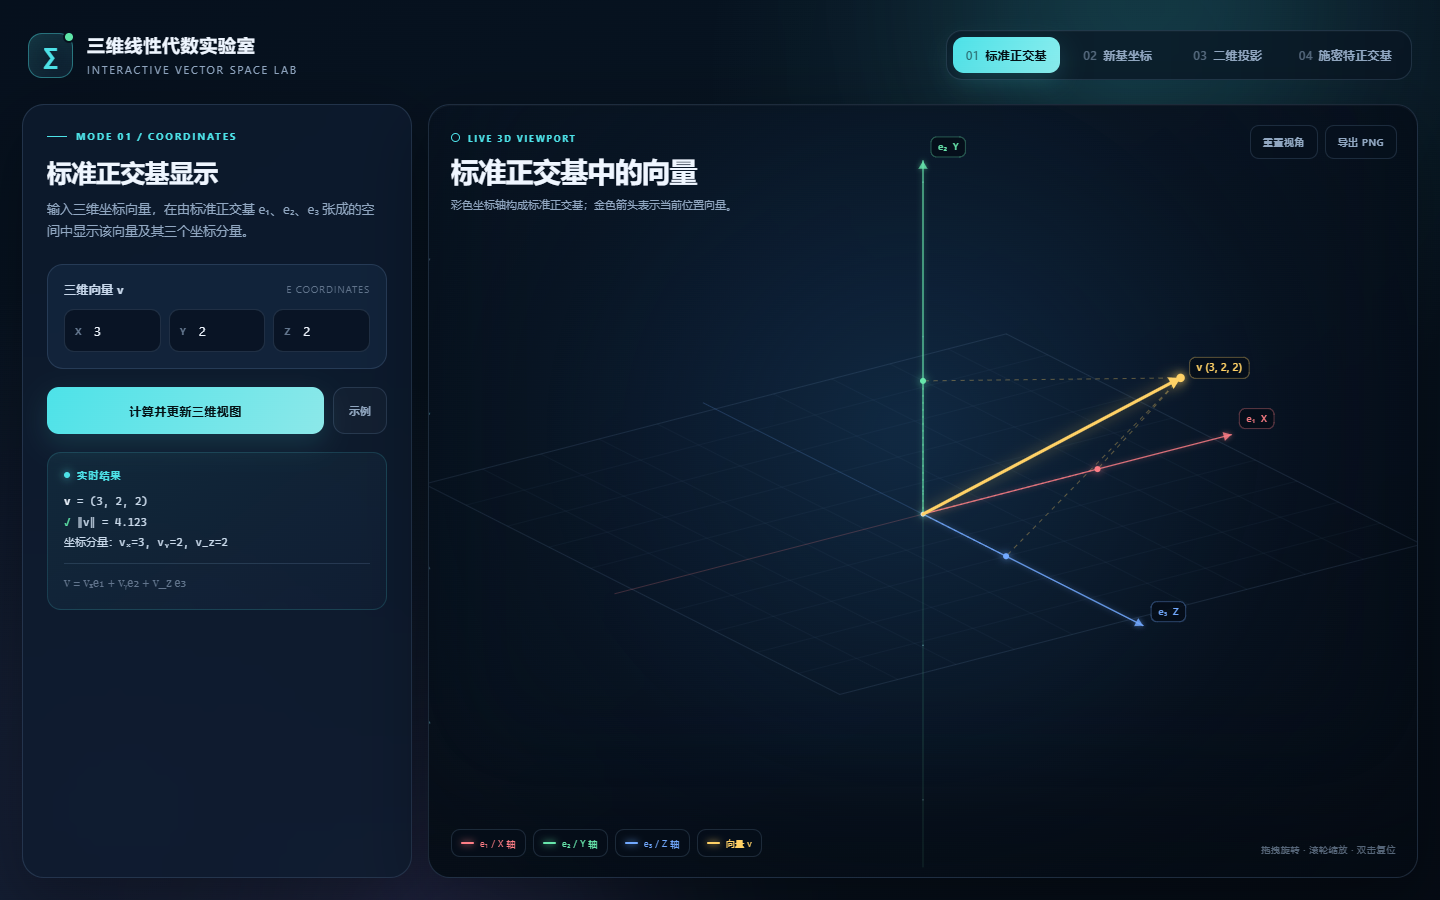 ∑
三维线性代数实验室
INTERACTIVE VECTOR SPACE LAB
01 标准正交基
02 新基坐标
03 二维投影
04 施密特正交基
MODE 01 / COORDINATES
标准正交基显示
输入三维坐标向量，在由标准正交基 e₁、e₂、e₃ 张成的空
间中显示该向量及其三个坐标分量。
三维向量 v
E COORDINATES
X 3
Y 2
Z 2
计算并更新三维视图
示例
实时结果
v = (3, 2, 2)
✓ ‖v‖ = 4.123
坐标分量: vₓ=3, vᵧ=2, v_z=2
v = vₓe₁ + vᵧe₂ + v_z e₃
LIVE 3D VIEWPORT
标准正交基中的向量
彩色坐标轴构成标准正交基；金色箭头表示当前位置向量。
重置视角
导出 PNG
e₂ Y
v (3, 2, 2)
e₁ X
e₃ Z
e₁ / X 轴
e₂ / Y 轴
e₃ / Z 轴
向量 v
拖拽旋转 · 滚轮缩放 · 双击复位